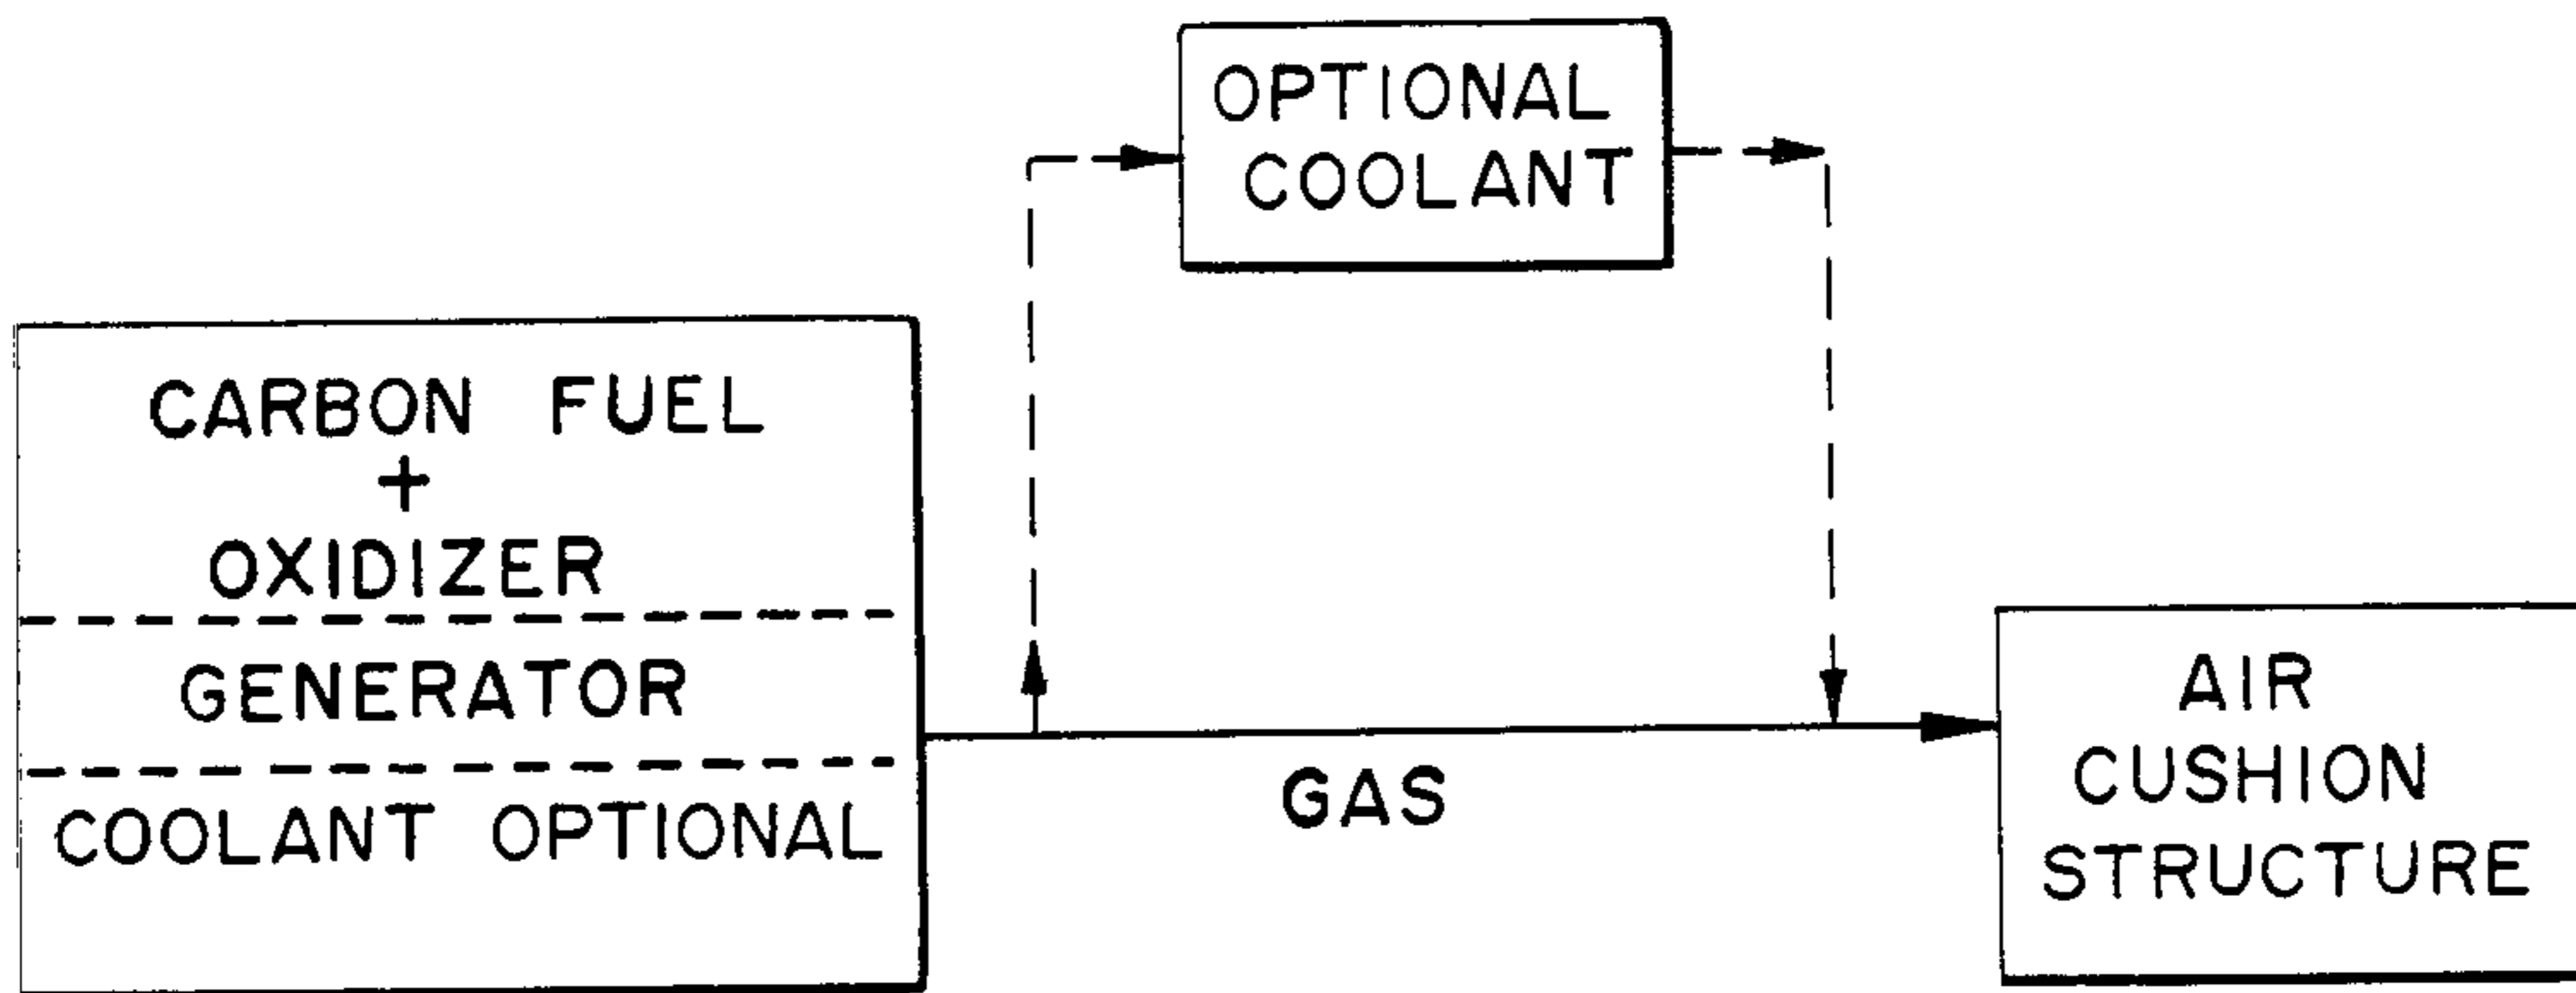 OPTIONAL
COOLANT
CARBON FUEL
+
OXIDIZER
GENERATOR
COOLANT OPTIONAL
GAS
AIR
CUSHION
STRUCTURE